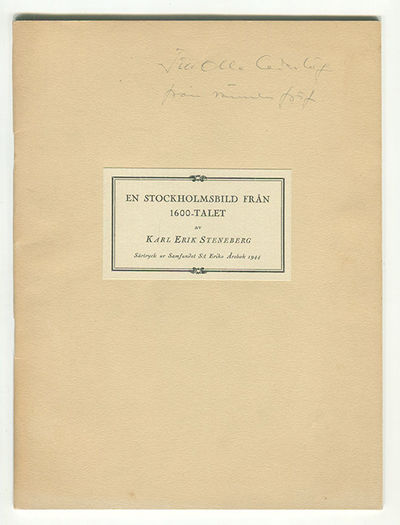 Till Olle Cederlöf
från
EN STOCKHOLMSBILD FRÅN
1600-TALET
av
KARL ERIK STENEBERG
Särtryck ur Samfundet S:t Eriks Årsbok 1944